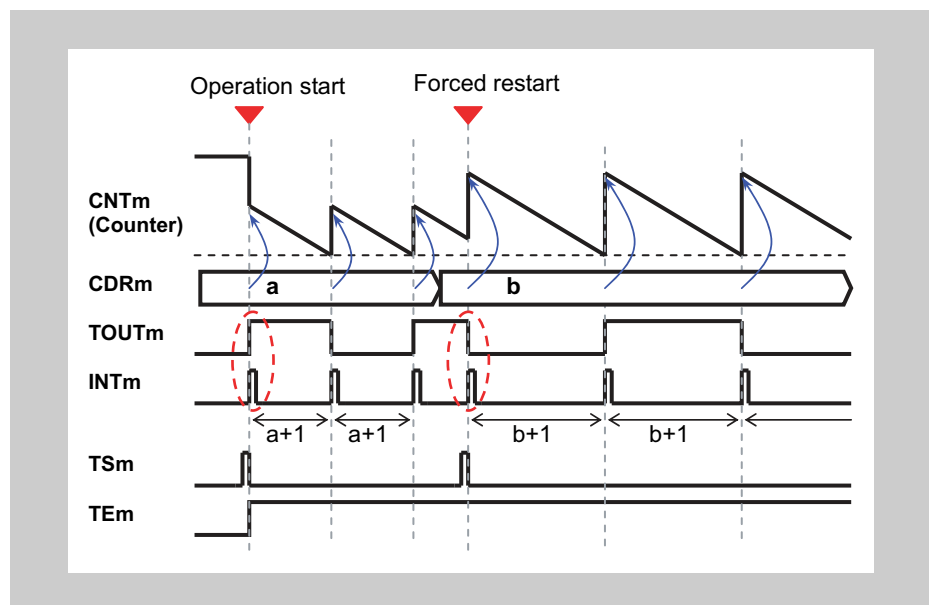 Operation start
Forced restart
CNTm
(Counter)
CDRm
a
b
TOUTm
INTm
a+1
a+1
b+1
b+1
TSm
TEm